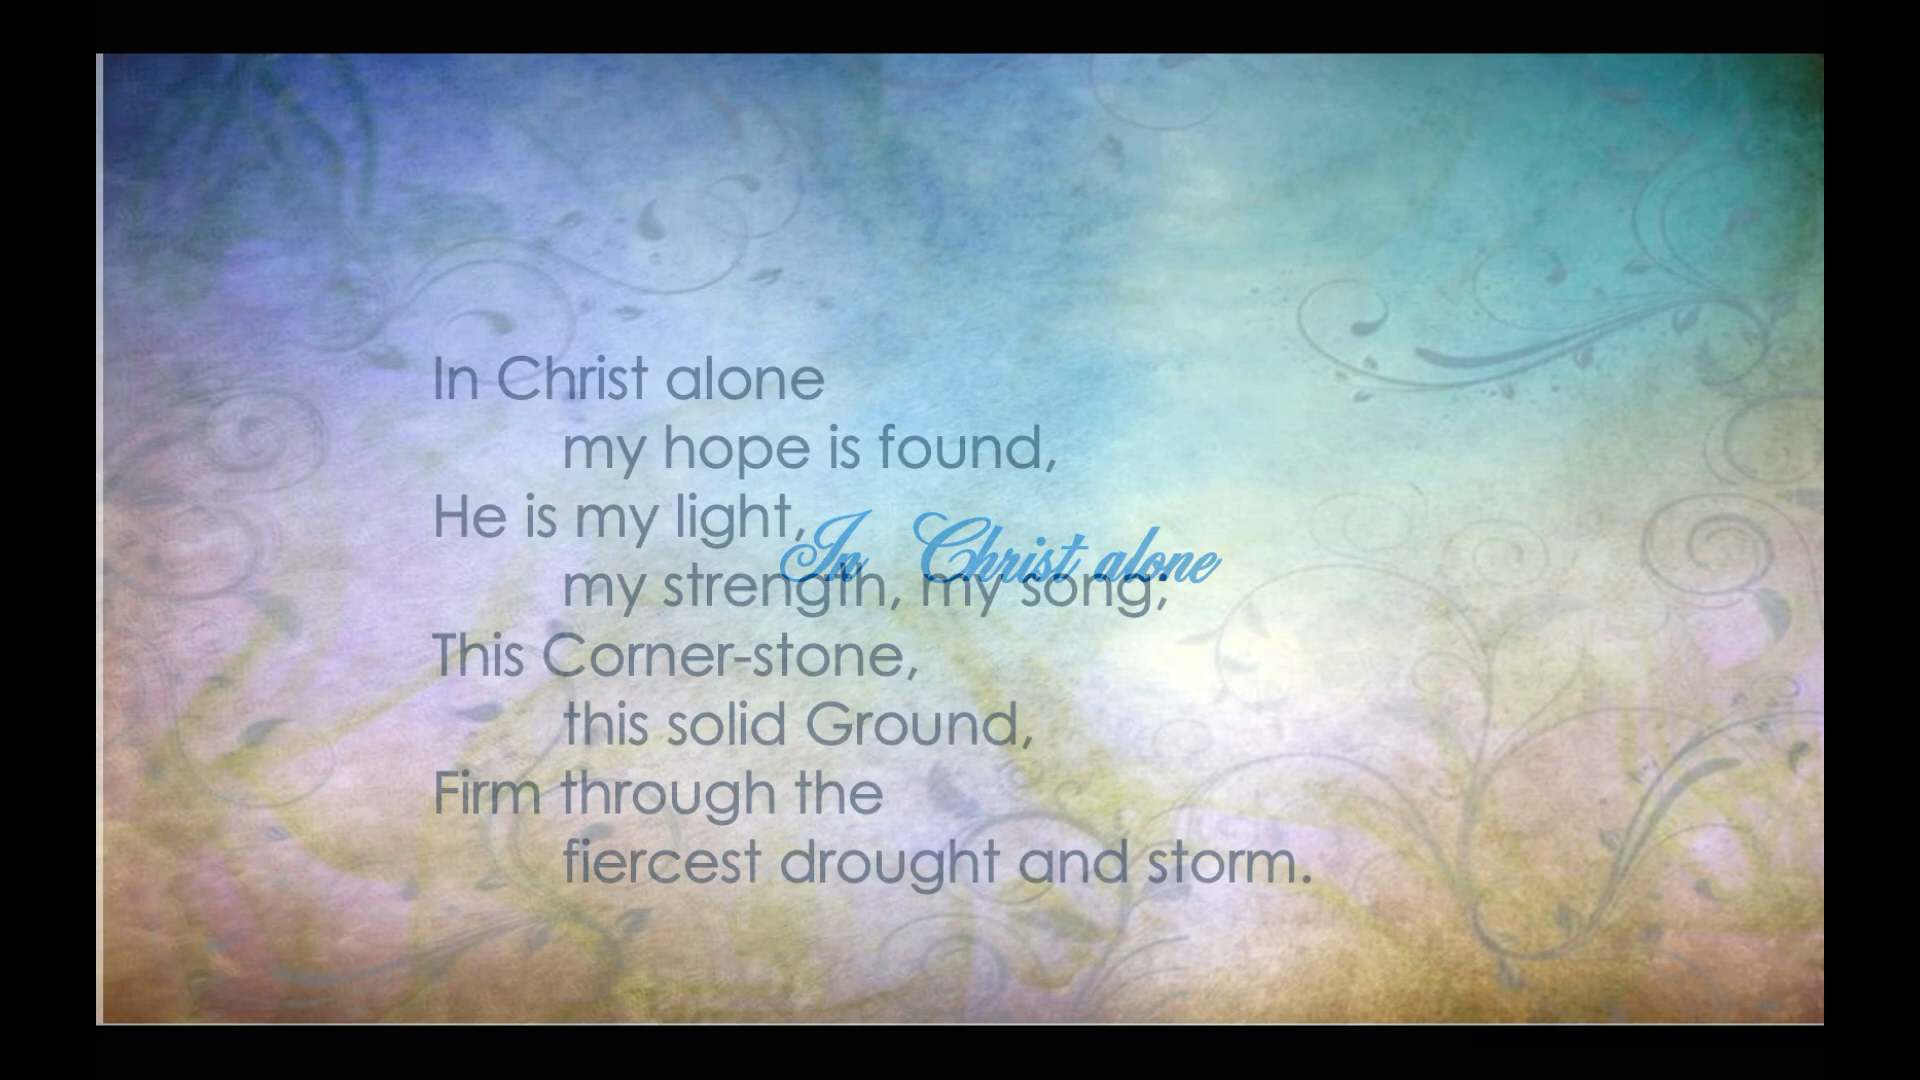 In Christ alone
my hope is found,
He is my light,
In Christ alone
my strength, my song;
This Corner-stone,
this solid Ground,
Firm through the
fiercest drought and storm.